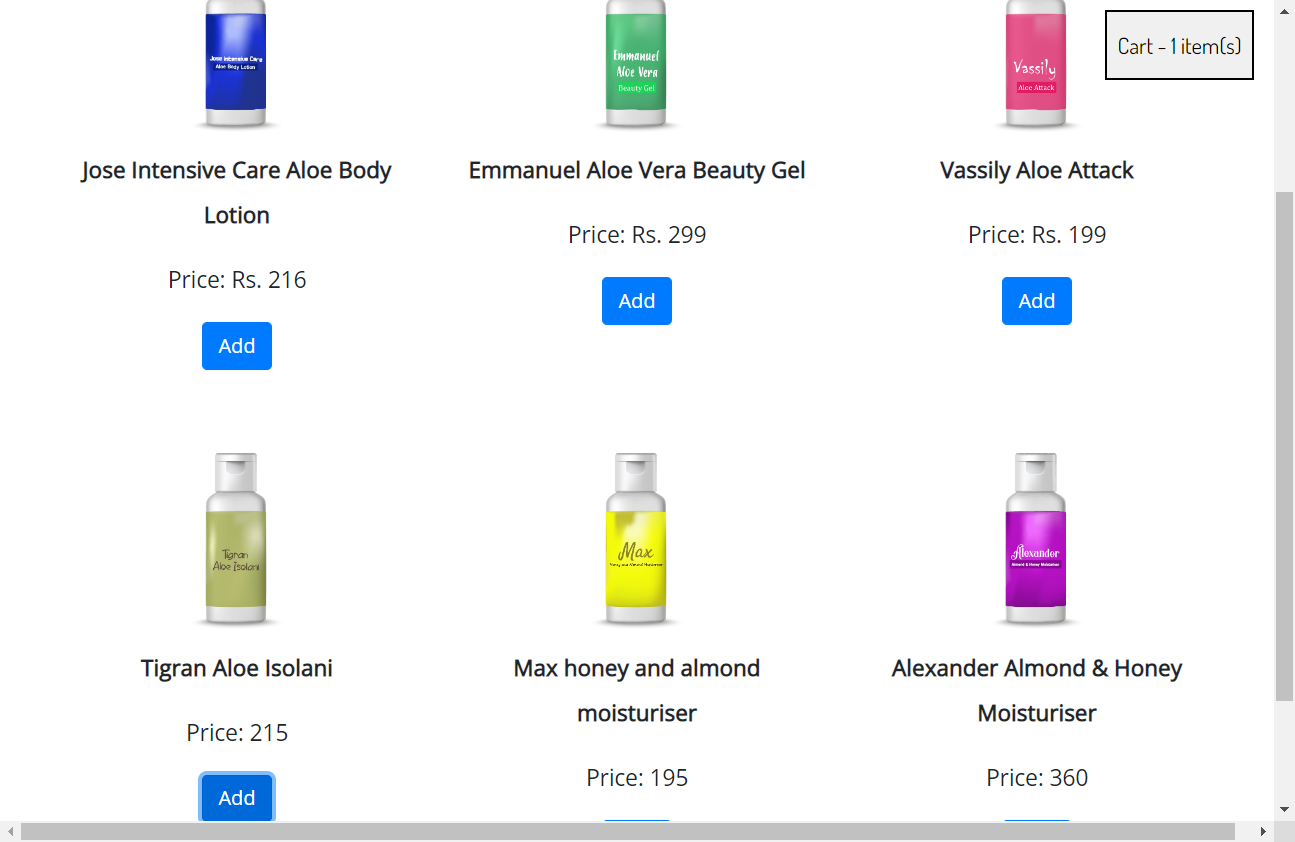 Jose Intensive Care
Aloe Body Lotion
Emmanuel
Aloe Vera
Beauty Gel
Vassily
Aloe Attack
Cart - 1 item(s)
Jose Intensive Care Aloe Body
Lotion
Price: Rs. 216
Add
Emmanuel Aloe Vera Beauty Gel
Price: Rs. 299
Add
Vassily Aloe Attack
Price: Rs. 199
Add
Tigran
Aloe Isolani
Max
Honey and Almond Moisturiser
Alexander
Almond & Honey Moisturiser
Tigran Aloe Isolani
Price: 215
Add
Max honey and almond
moisturiser
Price: 195
Alexander Almond & Honey
Moisturiser
Price: 360